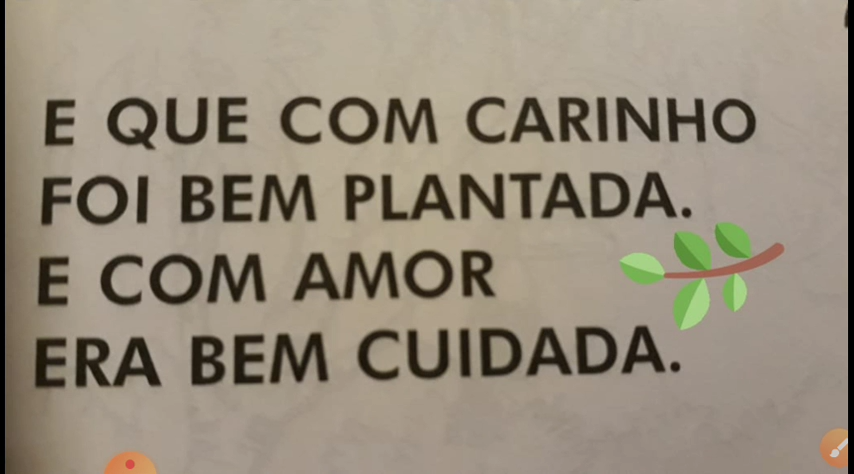 E QUE COM CARINHO
FOI BEM PLANTADA.
E COM AMOR
ERA BEM CUIDADA.